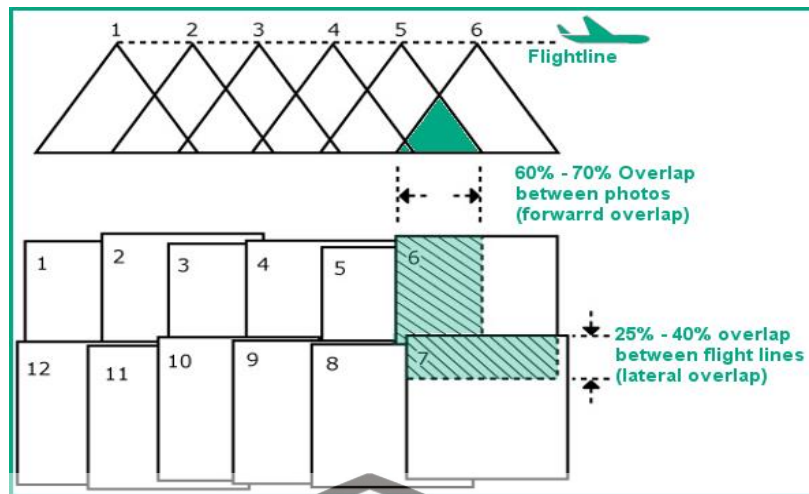 1 2 3 4 5 6
Flightline
60% - 70% Overlap
between photos
(forwarrd overlap)
1 2 3 4 5 6
25% - 40% overlap
between flight lines
(lateral overlap)
12 11 10 9 8 7